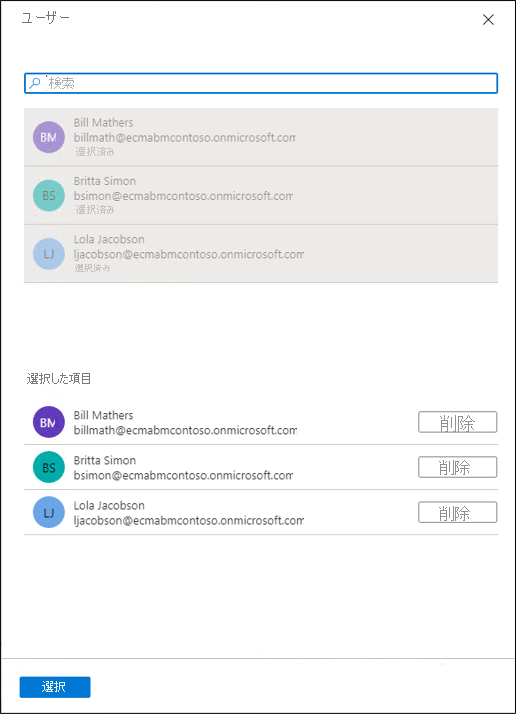 ユーザー
検索
BM
Bill Mathers
billmath@ecmabmcontoso.onmicrosoft.com
選択済み
BS
Britta Simon
bsimon@ecmabmcontoso.onmicrosoft.com
選択済み
LJ
Lola Jacobson
ljacobson@ecmabmcontoso.onmicrosoft.com
選択済み
選択した項目
BM
Bill Mathers
billmath@ecmabmcontoso.onmicrosoft.com
削除
BS
Britta Simon
bsimon@ecmabmcontoso.onmicrosoft.com
削除
LJ
Lola Jacobson
ljacobson@ecmabmcontoso.onmicrosoft.com
削除
選択